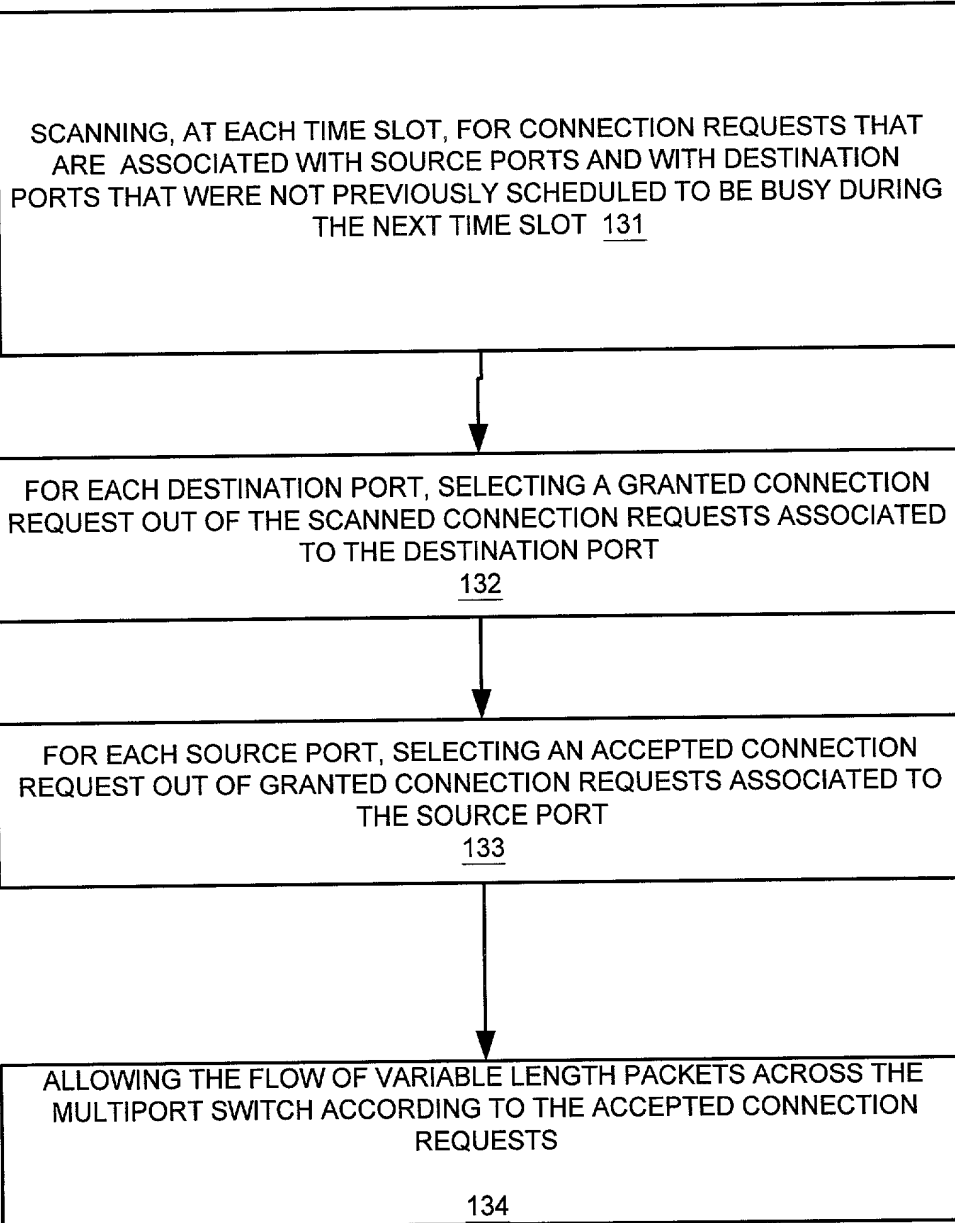 SCANNING, AT EACH TIME SLOT, FOR CONNECTION REQUESTS THAT
ARE ASSOCIATED WITH SOURCE PORTS AND WITH DESTINATION
PORTS THAT WERE NOT PREVIOUSLY SCHEDULED TO BE BUSY DURING
THE NEXT TIME SLOT 131
FOR EACH DESTINATION PORT, SELECTING A GRANTED CONNECTION
REQUEST OUT OF THE SCANNED CONNECTION REQUESTS ASSOCIATED
TO THE DESTINATION PORT
132
FOR EACH SOURCE PORT, SELECTING AN ACCEPTED CONNECTION
REQUEST OUT OF GRANTED CONNECTION REQUESTS ASSOCIATED TO
THE SOURCE PORT
133
ALLOWING THE FLOW OF VARIABLE LENGTH PACKETS ACROSS THE
MULTIPORT SWITCH ACCORDING TO THE ACCEPTED CONNECTION
REQUESTS
134